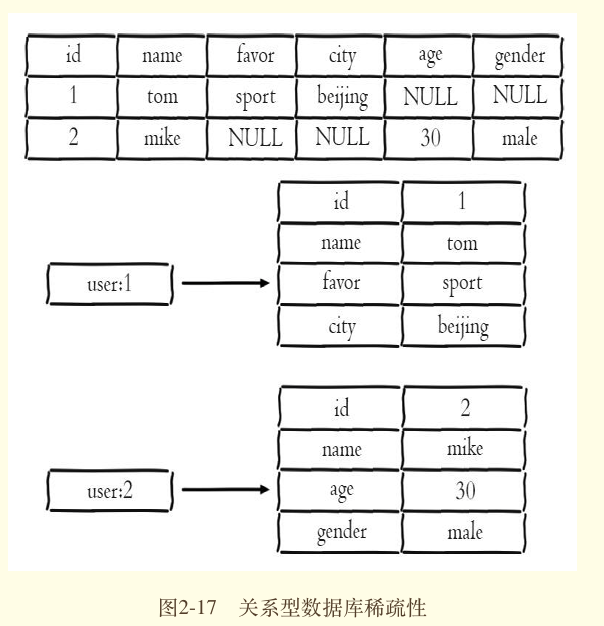 id name favor city age gender
1 tom sport beijing NULL NULL
2 mike NULL NULL 30 male
id 1
name tom
user:1
favor sport
city beijing
id 2
name mike
user:2
age 30
gender male
图2-17 关系型数据库稀疏性